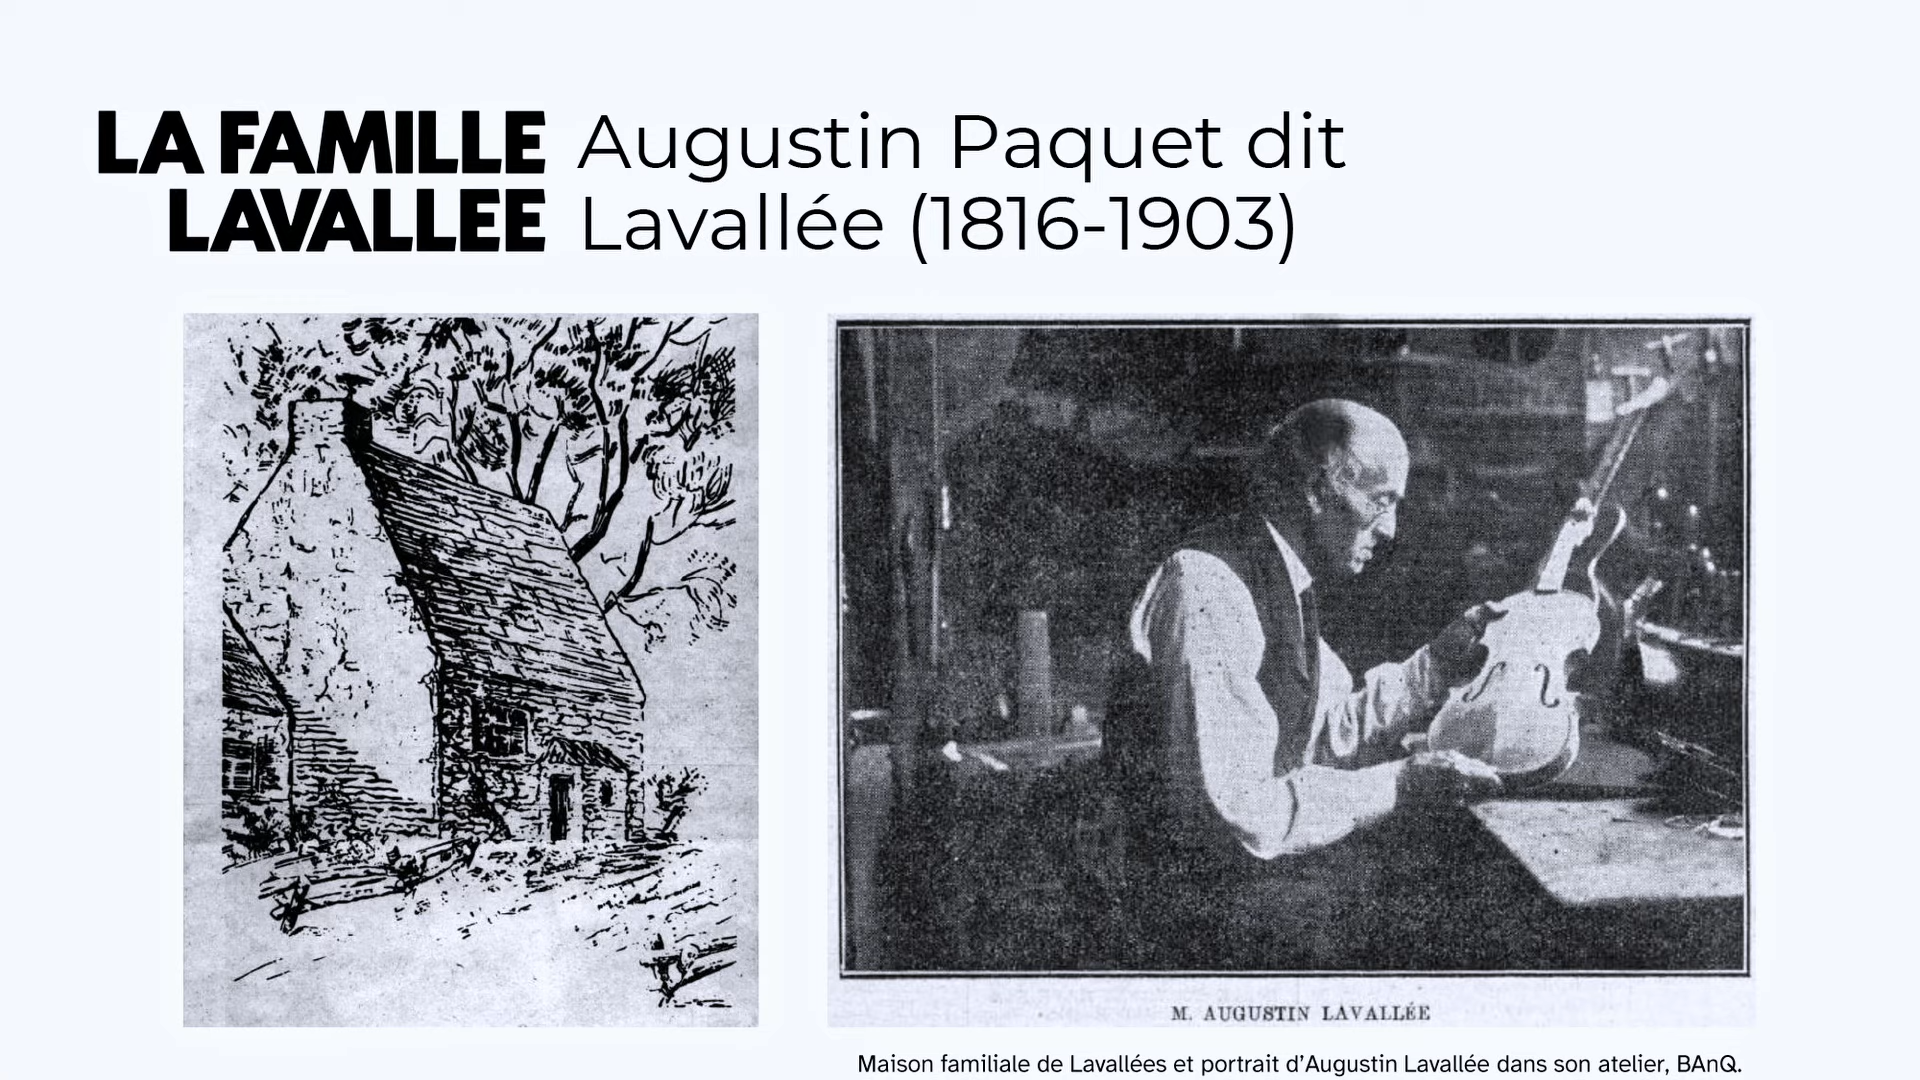 LA FAMILLE
LAVALLEE
Augustin Paquet dit
Lavallée (1816-1903)
M. AUGUSTIN LAVALLÉE
Maison familiale de Lavallées et portrait d’Augustin Lavallée dans son atelier, BAnQ.